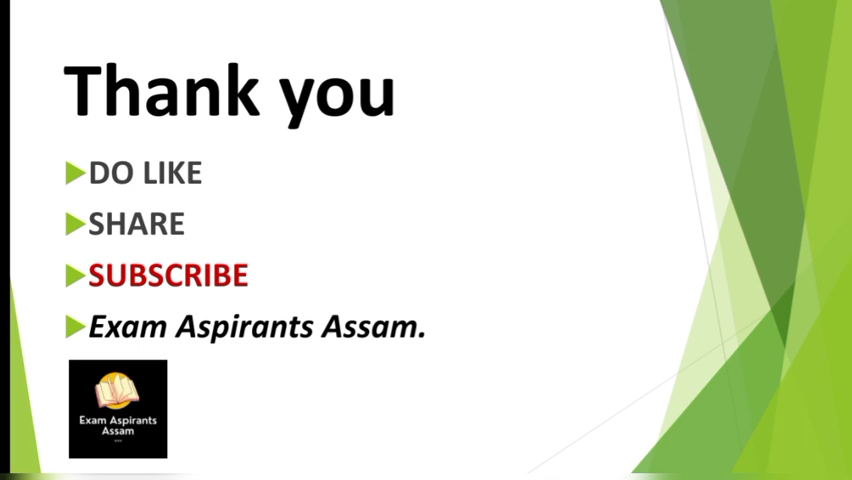 Thank you
DO LIKE
SHARE
SUBSCRIBE
Exam Aspirants Assam.
Exam Aspirants
Assam